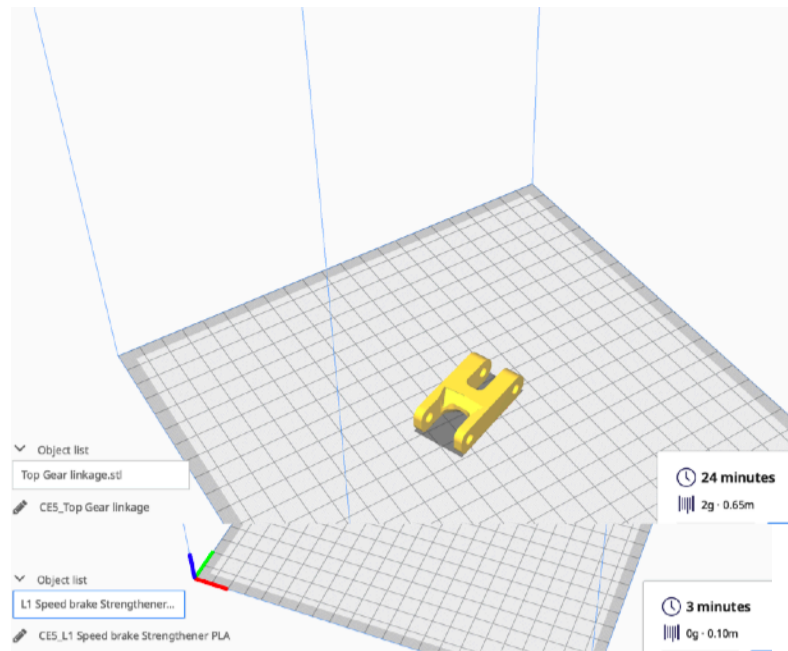 Object list
Top Gear linkage.stl
CE5_Top Gear linkage
24 minutes
2g · 0.65m
Object list
L1 Speed brake Strengthener...
CE5_L1 Speed brake Strengthener PLA
3 minutes
0g · 0.10m